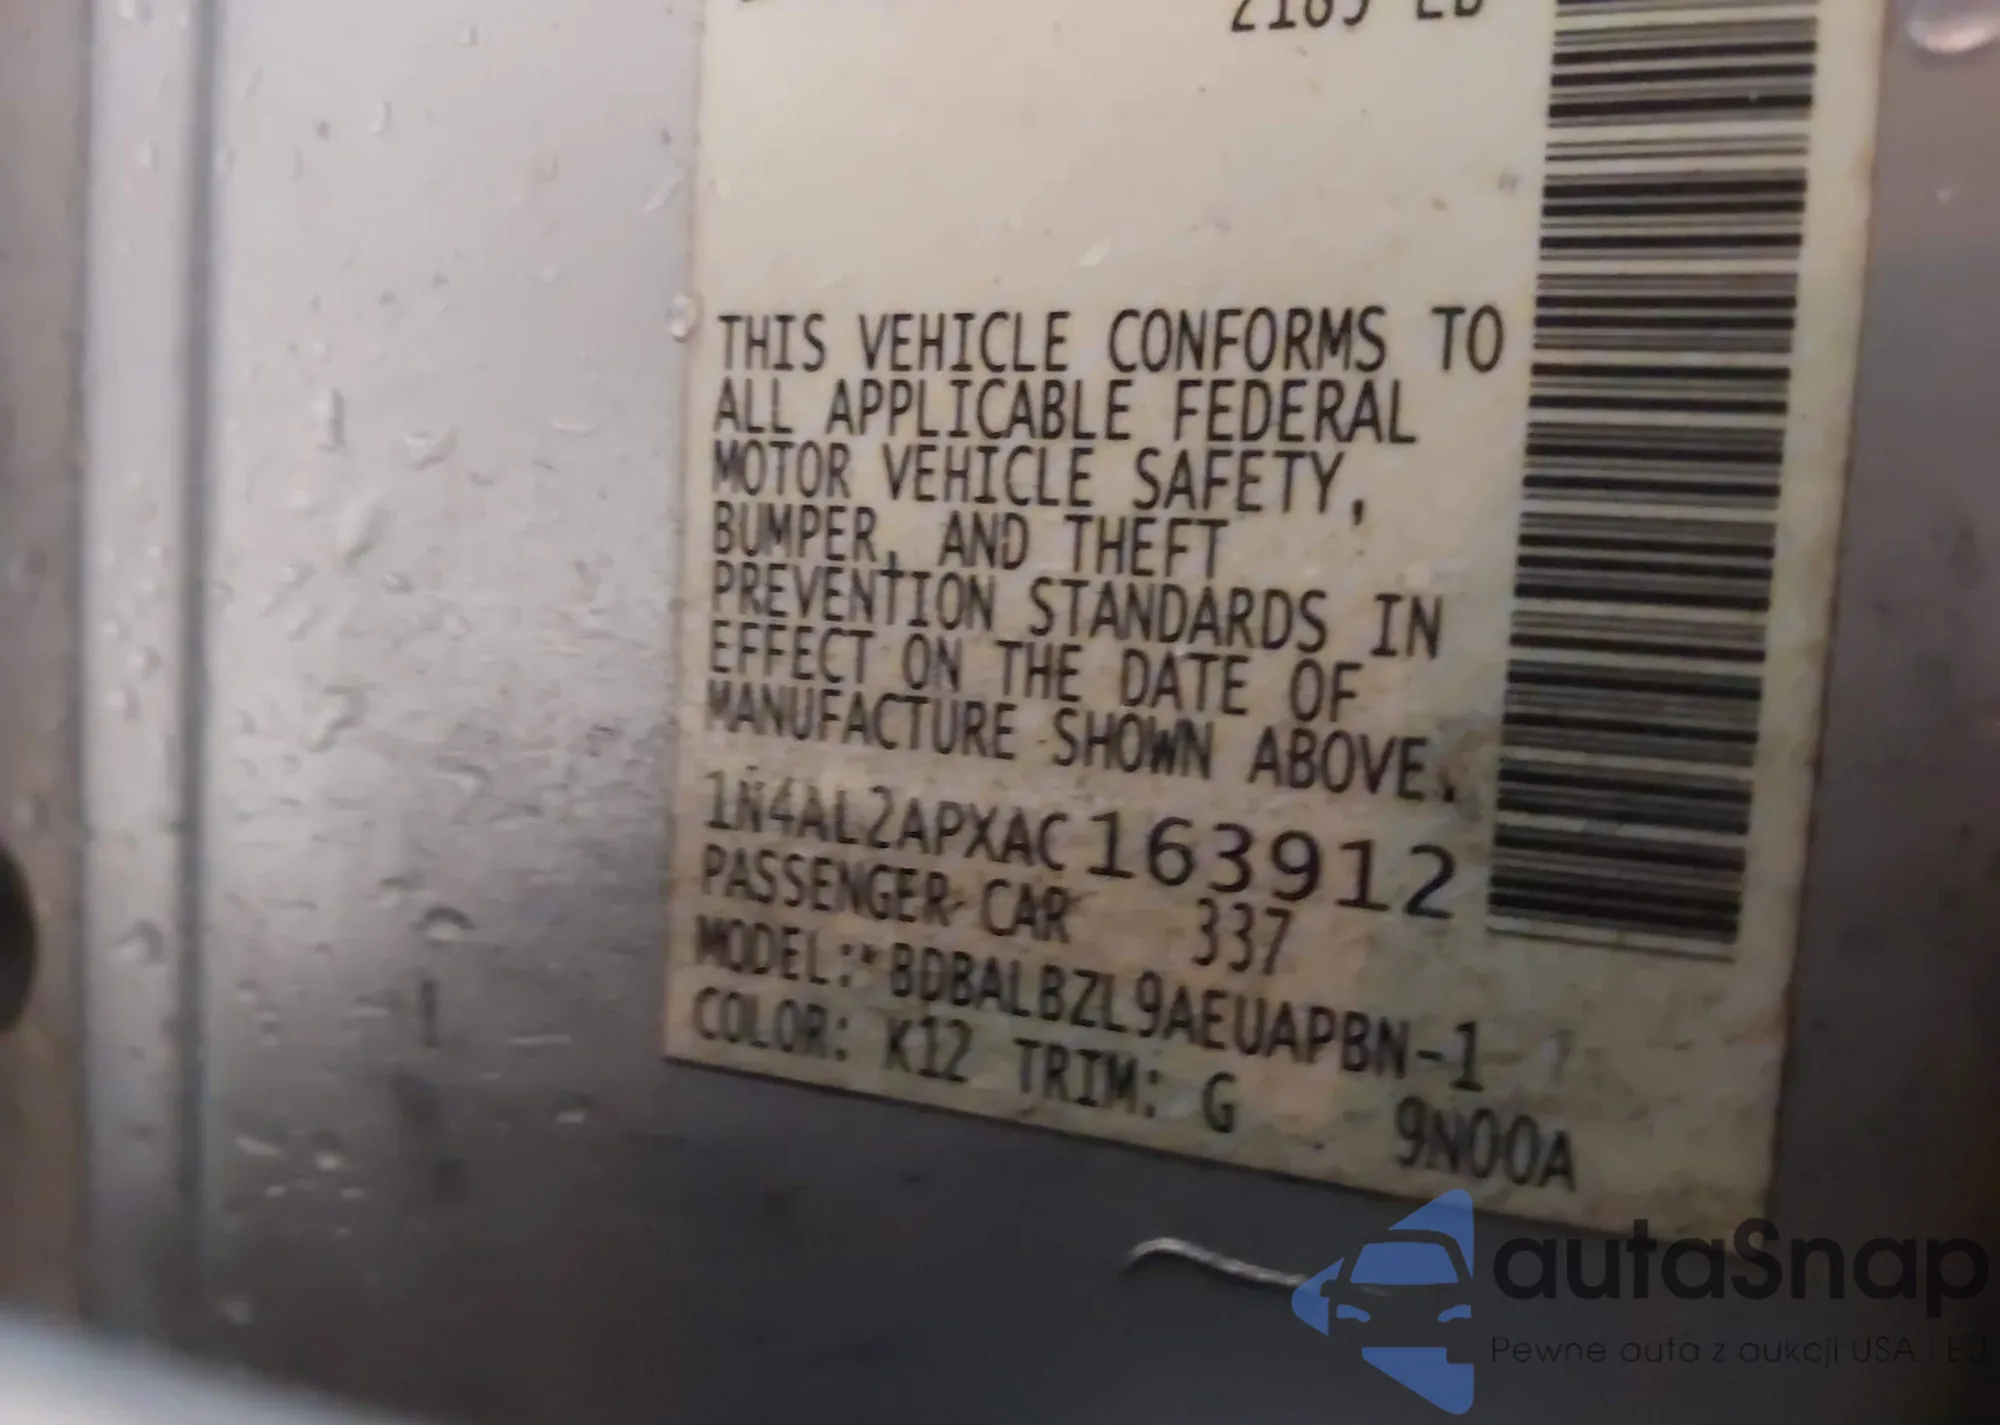 2189 LB
THIS VEHICLE CONFORMS TO
ALL APPLICABLE FEDERAL
MOTOR VEHICLE SAFETY,
BUMPER, AND THEFT
PREVENTION STANDARDS IN
EFFECT ON THE DATE OF
MANUFACTURE SHOWN ABOVE.
1N4AL2APXAC163912
PASSENGER CAR 337
MODEL:*BDBALBZL9AEUAPBN-1
COLOR: K12 TRIM: G 9N00A
autaSnap
Pewne auta z aukcji USA i EU